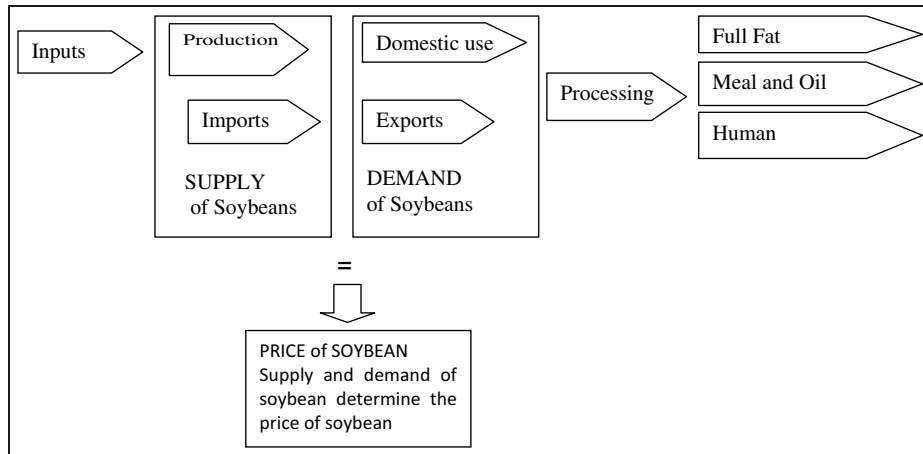 Inputs
Production
Imports
SUPPLY
of Soybeans
Domestic use
Exports
DEMAND
of Soybeans
Processing
Full Fat
Meal and Oil
Human
=
PRICE of SOYBEAN
Supply and demand of
soybean determine the
price of soybean